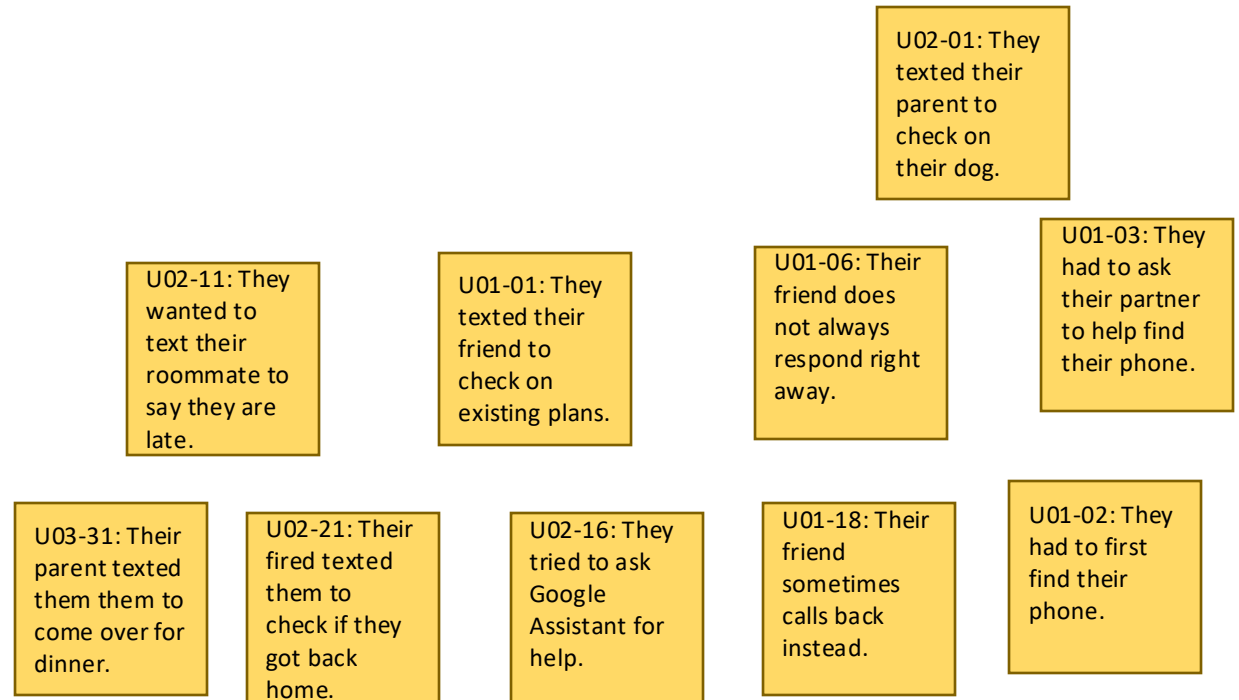 U02-01: They
texted their
parent to
check on
their dog.
U02-11: They
wanted to
text their
roommate to
say they are
late.
U01-01: They
texted their
friend to
check on
existing plans.
U01-06: Their
friend does
not always
respond right
away.
U01-03: They
had to ask
their partner
to help find
their phone.
U03-31: Their
parent texted
them them to
come over for
dinner.
U02-21: Their
fired texted
them to
check if they
got back
home.
U02-16: They
tried to ask
Google
Assistant for
help.
U01-18: Their
friend
sometimes
calls back
instead.
U01-02: They
had to first
find their
phone.